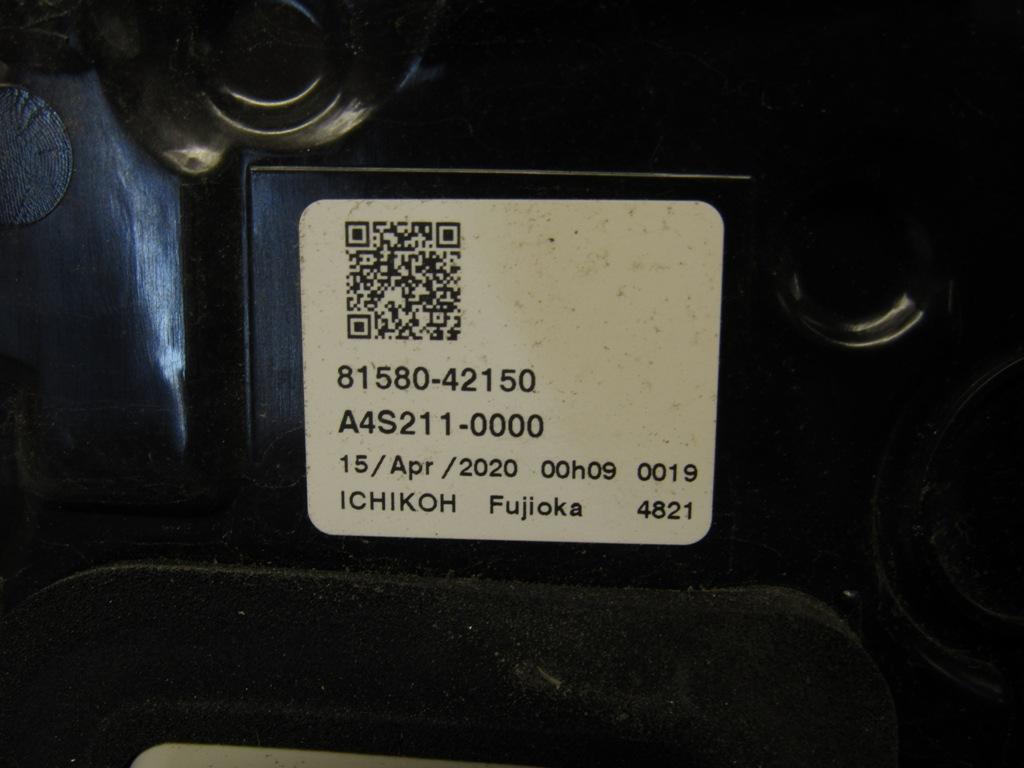 81580-42150
A4S211-0000
15/Apr/2020 00h09 0019
ICHIKOH Fujioka 4821